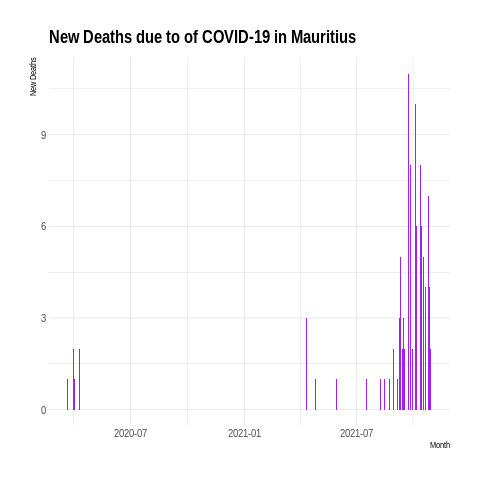 New Deaths due to of COVID-19 in Mauritius
New Deaths
9
6
3
0
2020-07
2021-01
2021-07
Month